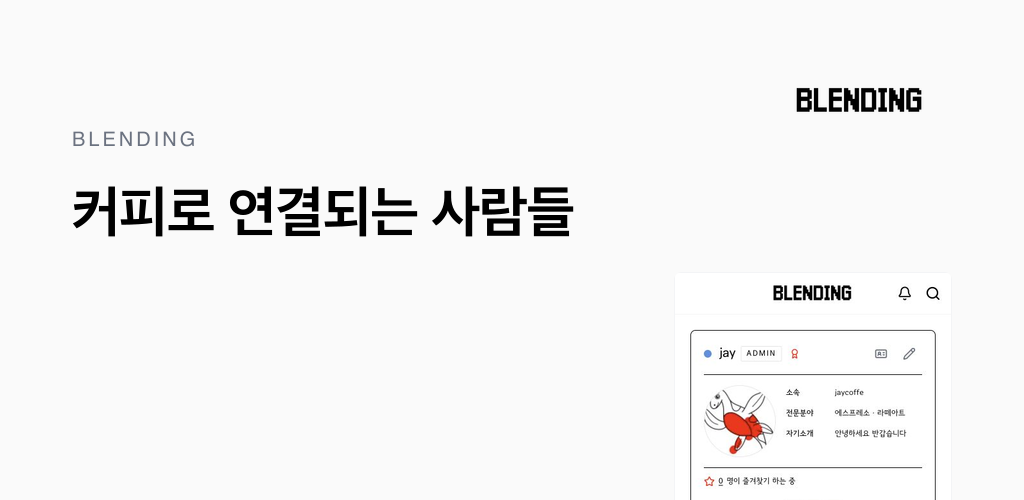 BLENDING
BLENDING
커피로 연결되는 사람들
BLENDING
jay ADMIN
소속 jaycoffe
전문분야 에스프레소 · 라떼아트
자기소개 안녕하세요 반갑습니다
0 명이 즐겨찾기 하는 중